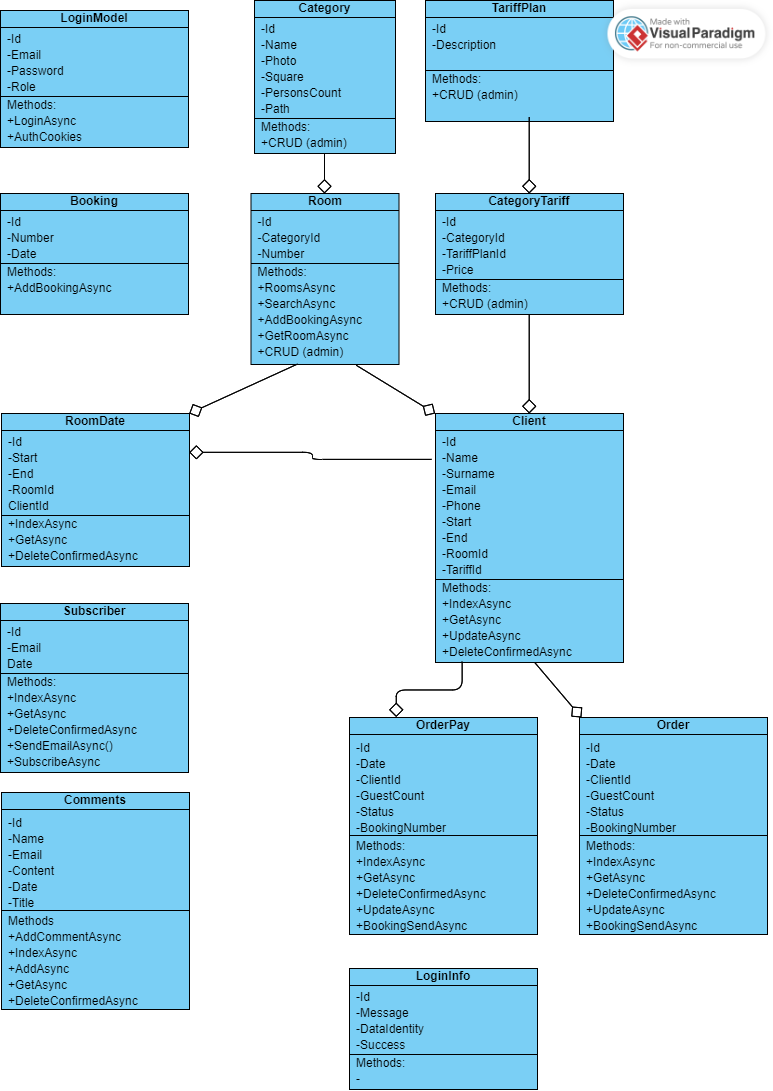 LoginModel
-Id
-Email
-Password
-Role
Methods:
+LoginAsync
+AuthCookies
Category
-Id
-Name
-Photo
-Square
-PersonsCount
-Path
Methods:
+CRUD (admin)
TariffPlan
-Id
-Description
Methods:
+CRUD (admin)
Made with
VisualParadigm
For non-commercial use
Booking
-Id
-Number
-Date
Methods:
+AddBookingAsync
Room
-Id
-CategoryId
-Number
Methods:
+RoomsAsync
+SearchAsync
+AddBookingAsync
+GetRoomAsync
+CRUD (admin)
CategoryTariff
-Id
-CategoryId
-TariffPlanId
-Price
Methods:
+CRUD (admin)
RoomDate
-Id
-Start
-End
-RoomId
ClientId
+IndexAsync
+GetAsync
+DeleteConfirmedAsync
Client
-Id
-Name
-Surname
-Email
-Phone
-Start
-End
-RoomId
-TariffId
Methods:
+IndexAsync
+GetAsync
+UpdateAsync
+DeleteConfirmedAsync
Subscriber
-Id
-Email
Date
Methods:
+IndexAsync
+GetAsync
+DeleteConfirmedAsync
+SendEmailAsync()
+SubscribeAsync
OrderPay
-Id
-Date
-ClientId
-GuestCount
-Status
-BookingNumber
Methods:
+IndexAsync
+GetAsync
+DeleteConfirmedAsync
+UpdateAsync
+BookingSendAsync
Order
-Id
-Date
-ClientId
-GuestCount
-Status
-BookingNumber
Methods:
+IndexAsync
+GetAsync
+DeleteConfirmedAsync
+UpdateAsync
+BookingSendAsync
Comments
-Id
-Name
-Email
-Content
-Date
-Title
Methods
+AddCommentAsync
+IndexAsync
+AddAsync
+GetAsync
+DeleteConfirmedAsync
LoginInfo
-Id
-Message
-DataIdentity
-Success
Methods:
-